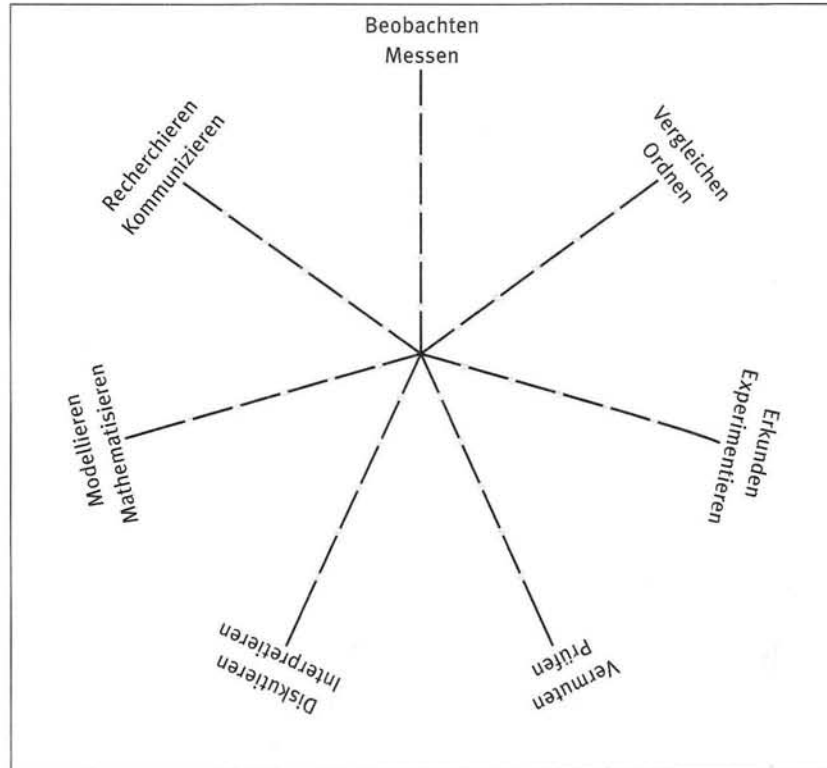 Beobachten
Messen
Vergleichen
Ordnen
Erkunden
Experimentieren
Vermuten
Prüfen
Diskutieren
Interpretieren
Modellieren
Mathematisieren
Recherchieren
Kommunizieren